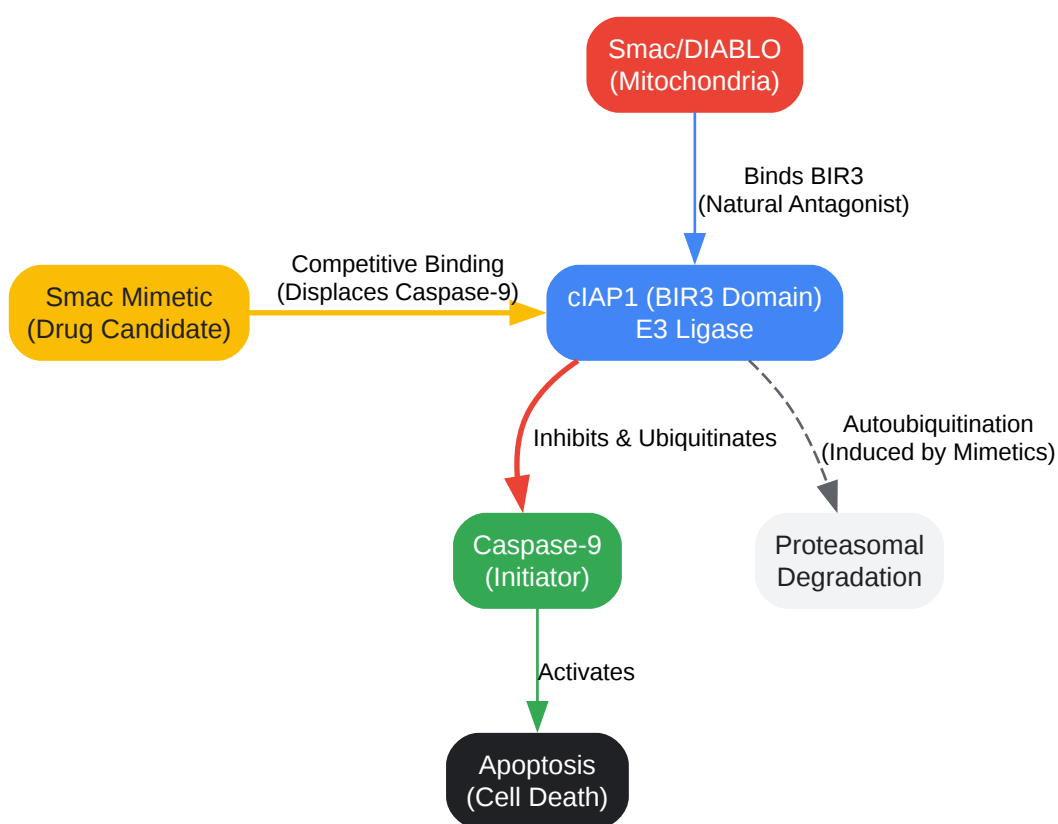 Smac/DIABLO
(Mitochondria)
Binds BIR3
(Natural Antagonist)
Competitive Binding
(Displaces Caspase-9)
Smac Mimetic
(Drug Candidate)
cIAP1 (BIR3 Domain)
E3 Ligase
Inhibits & Ubiquitinates
Autoubiquitination
(Induced by Mimetics)
Caspase-9
(Initiator)
Proteasomal
Degradation
Activates
Apoptosis
(Cell Death)